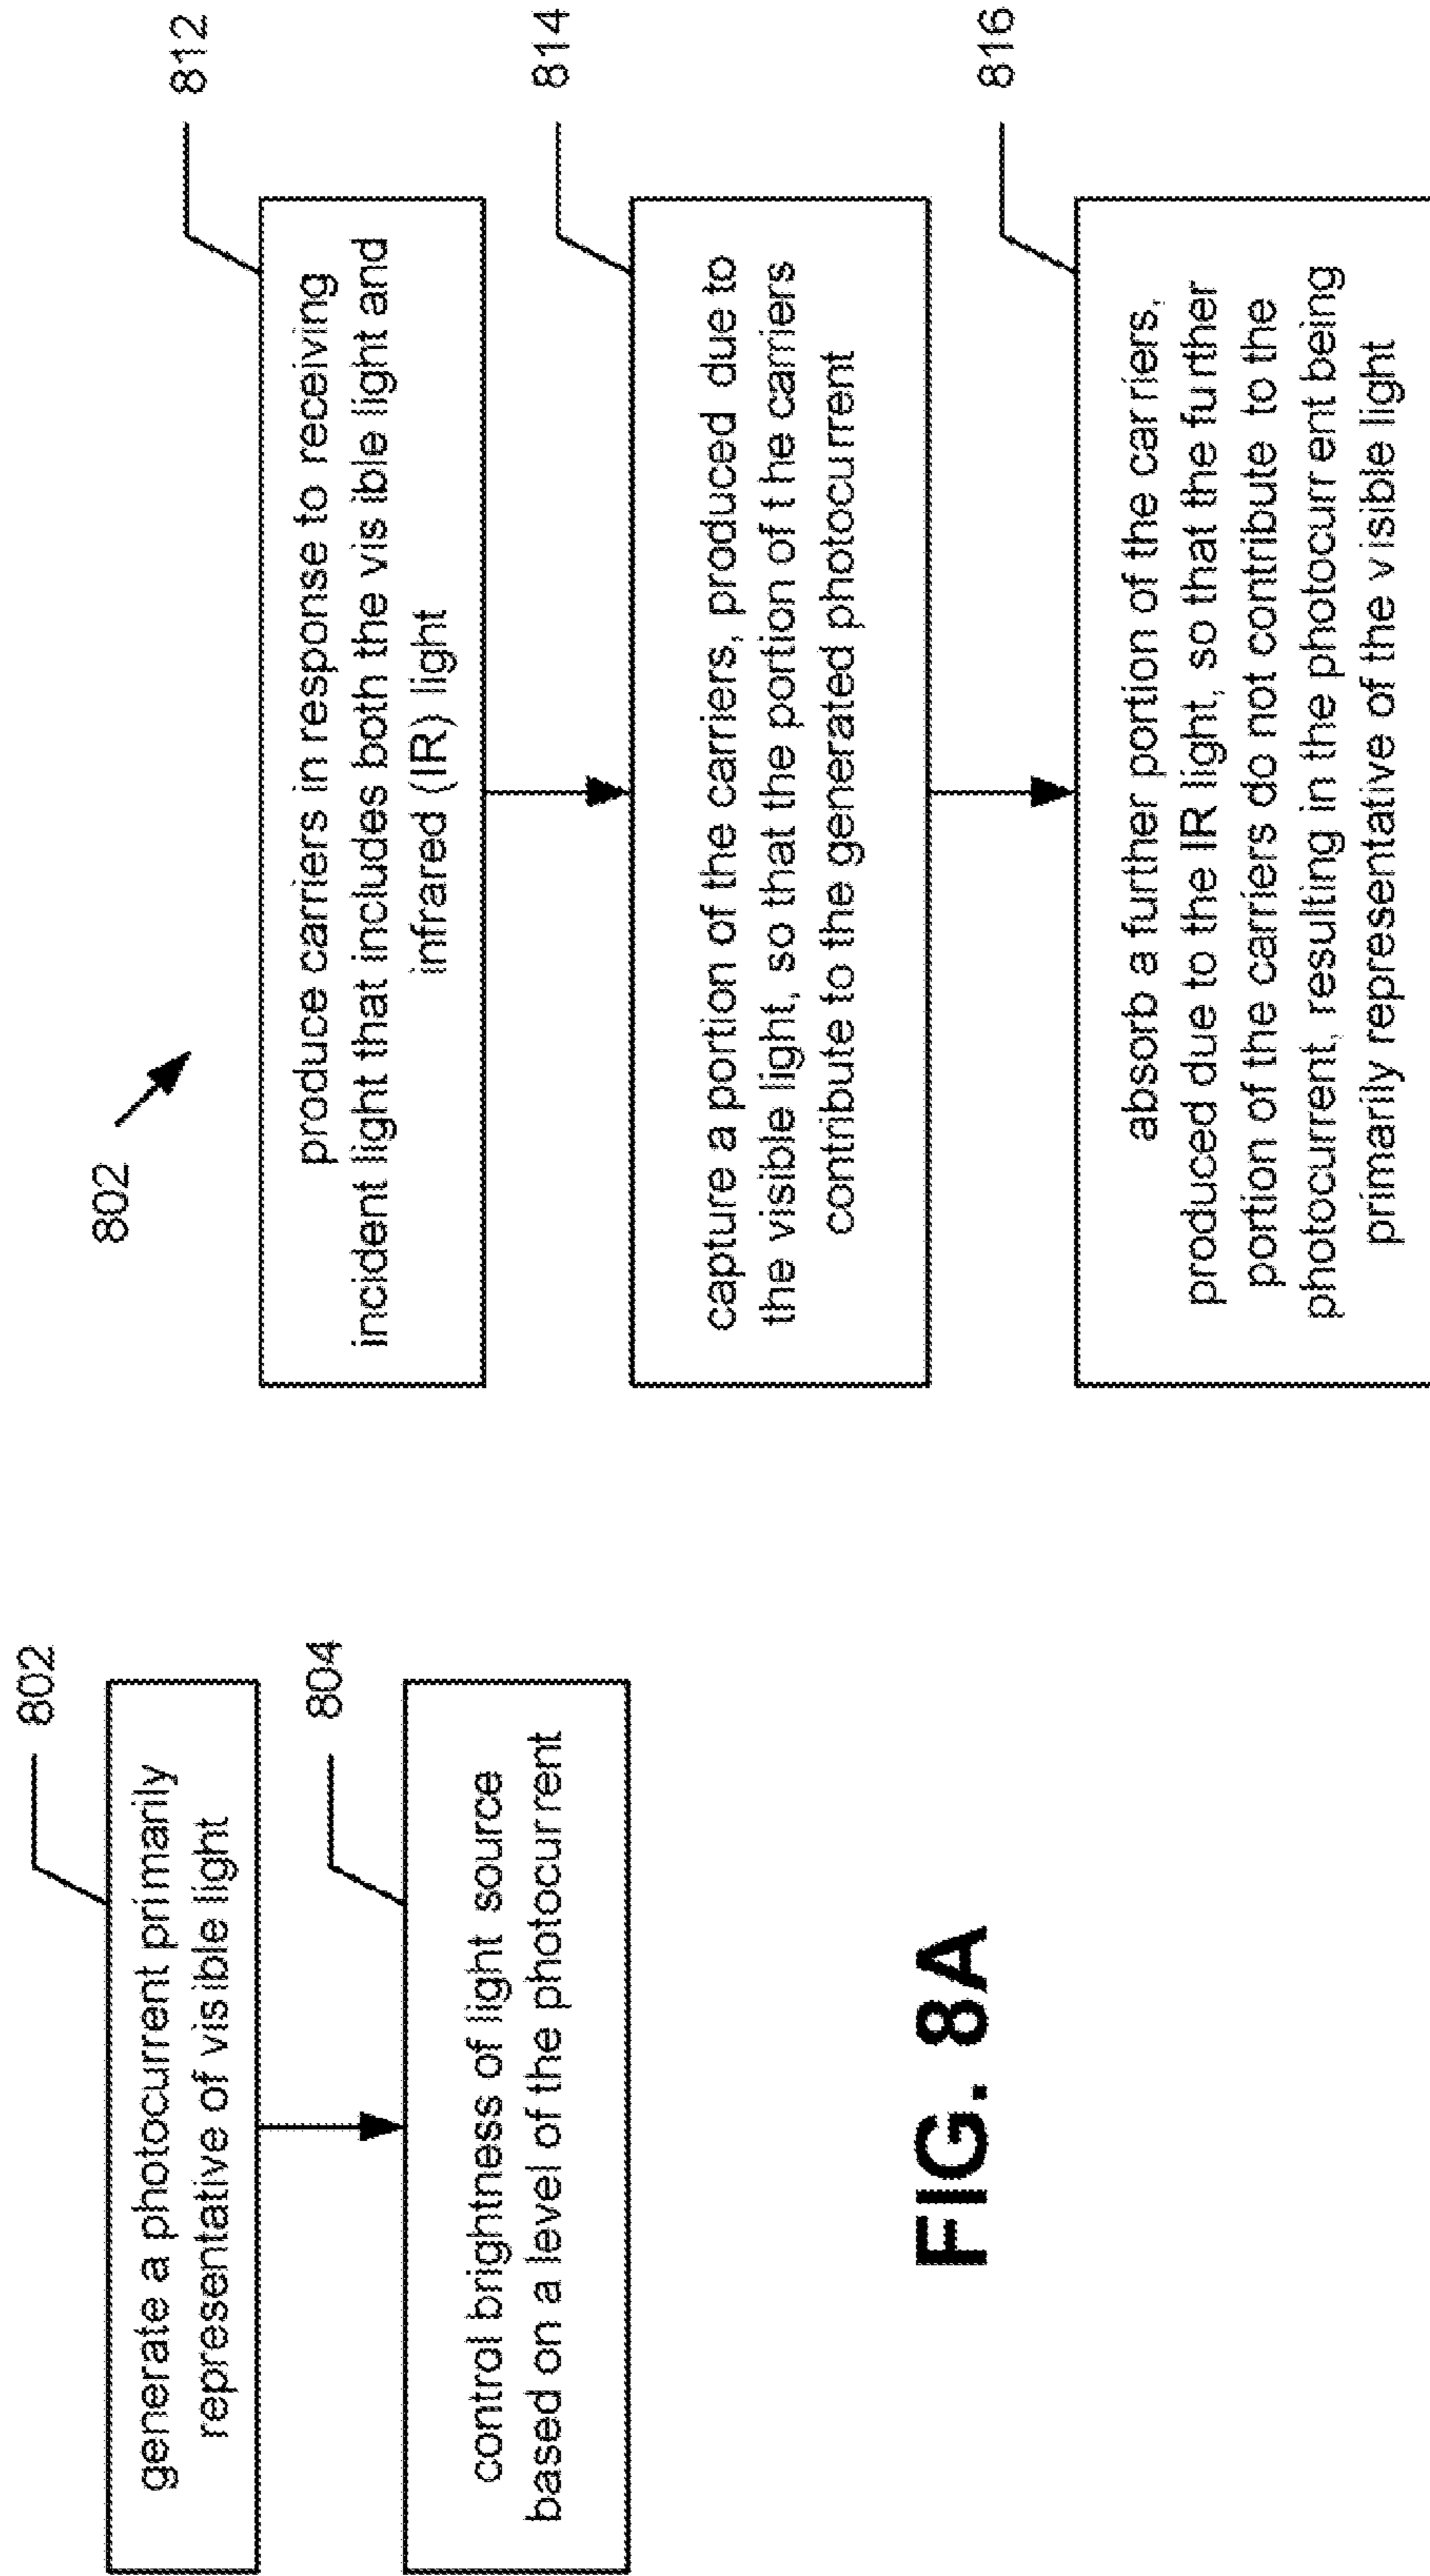 802
generate a photocurrent primarily
representative of visible light
804
control brightness of light source
based on a level of the photocurrent
FIG. 8A
802
812
produce carriers in response to receiving
incident light that includes both the visible light and
infrared (IR) light
814
capture a portion of the carriers, produced due to
the visible light, so that the portion of the carriers
contribute to the generated photocurrent
816
absorb a further portion of the carriers,
produced due to the IR light, so that the further
portion of the carriers do not contribute to the
photocurrent, resulting in the photocurrent being
primarily representative of the visible light